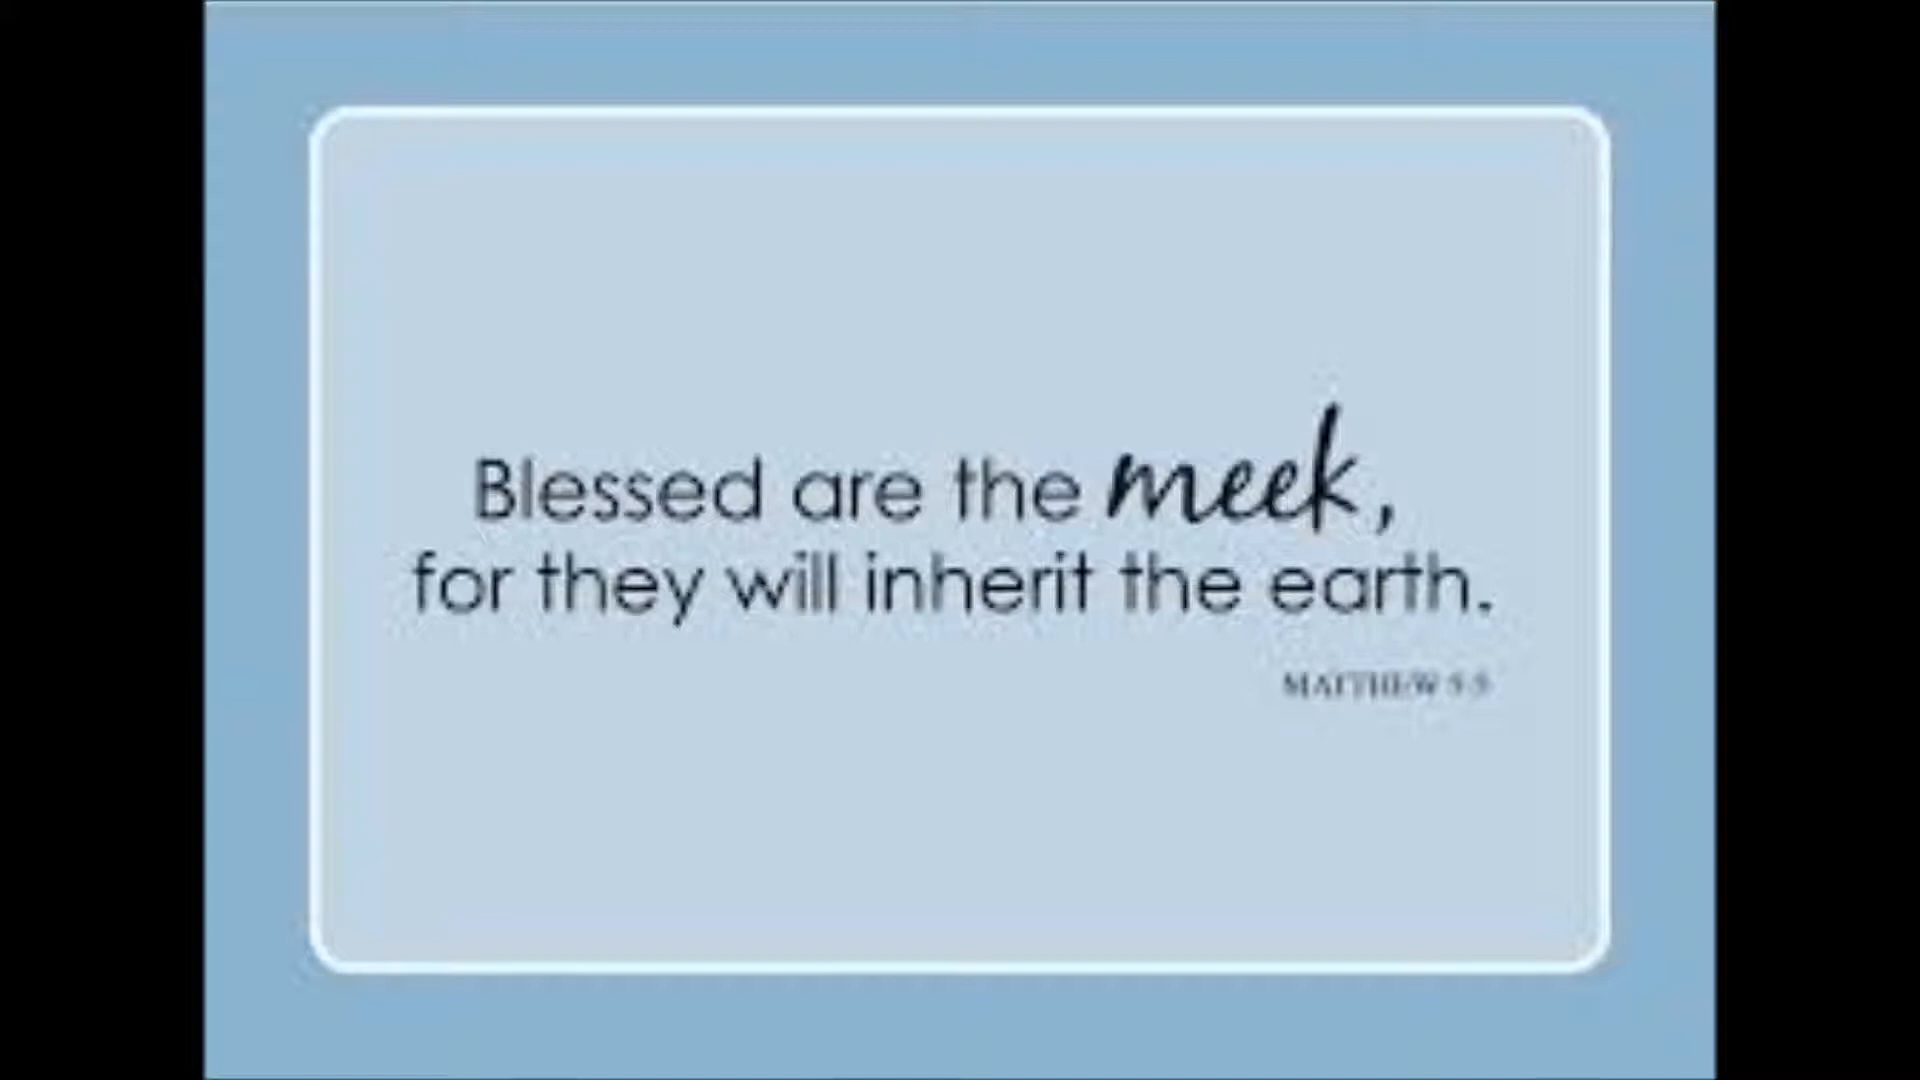 Blessed are the meek,
for they will inherit the earth.
MATTHEW 5:5